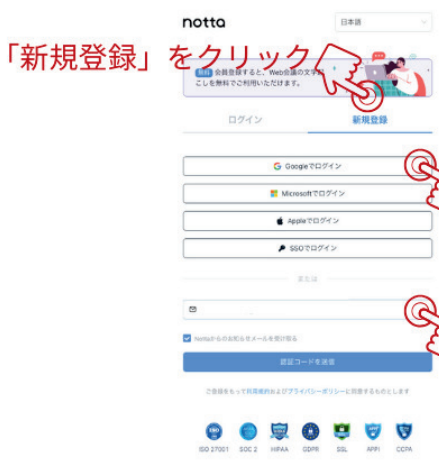 notta
日本語
「新規登録」をクリック
無料 会員登録すると、Web会議の文字起
こしを無料でご利用いただけます。
ログイン
新規登録
Googleでログイン
Microsoftでログイン
Appleでログイン
SSOでログイン
または
Nottaからのお知らせメールを受け取る
認証コードを送信
ご登録をもって利用規約およびプライバシーポリシーに同意するものとします
ISO 27001 SOC 2 HIPAA GDPR SSL APPI CCPA